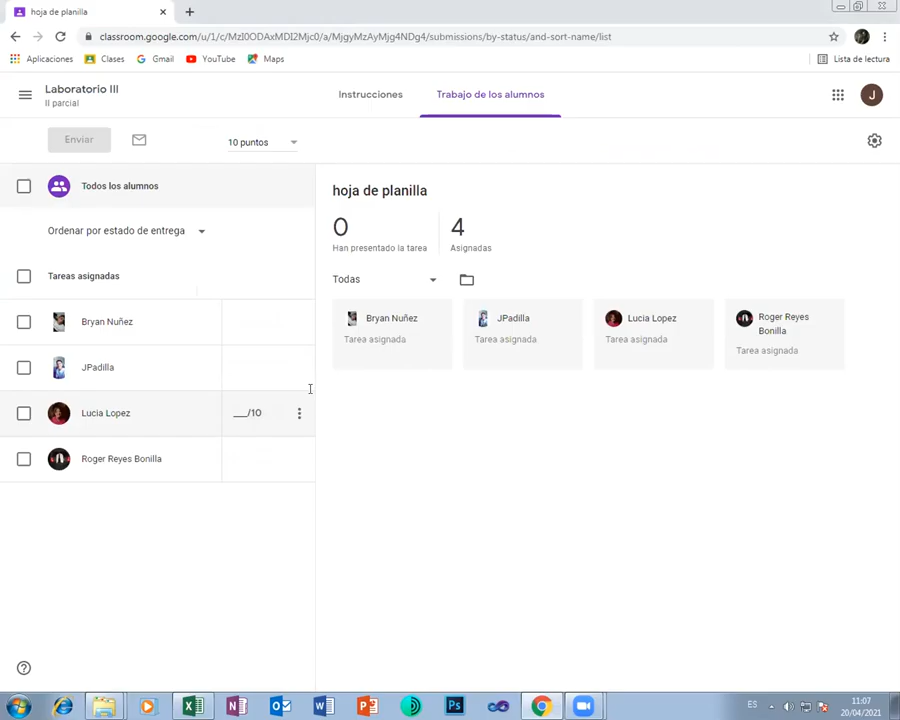 hoja de planilla
classroom.google.com/u/1/c/MzI0ODAxMDI2Mjc0/a/MjgyMzAyMjg4NDg4/submissions/by-status/and-sort-name/list
Aplicaciones Clases Gmail YouTube Maps Lista de lectura
Laboratorio III
II parcial
Instrucciones Trabajo de los alumnos
J
Enviar
10 puntos
Todos los alumnos
Ordenar por estado de entrega
Tareas asignadas
Bryan Nuñez
JPadilla
Lucia Lopez
___/10
Roger Reyes Bonilla
hoja de planilla
0
Han presentado la tarea
4
Asignadas
Todas
Bryan Nuñez
Tarea asignada
JPadilla
Tarea asignada
Lucia Lopez
Tarea asignada
Roger Reyes
Bonilla
Tarea asignada
ES
11:07
20/04/2021